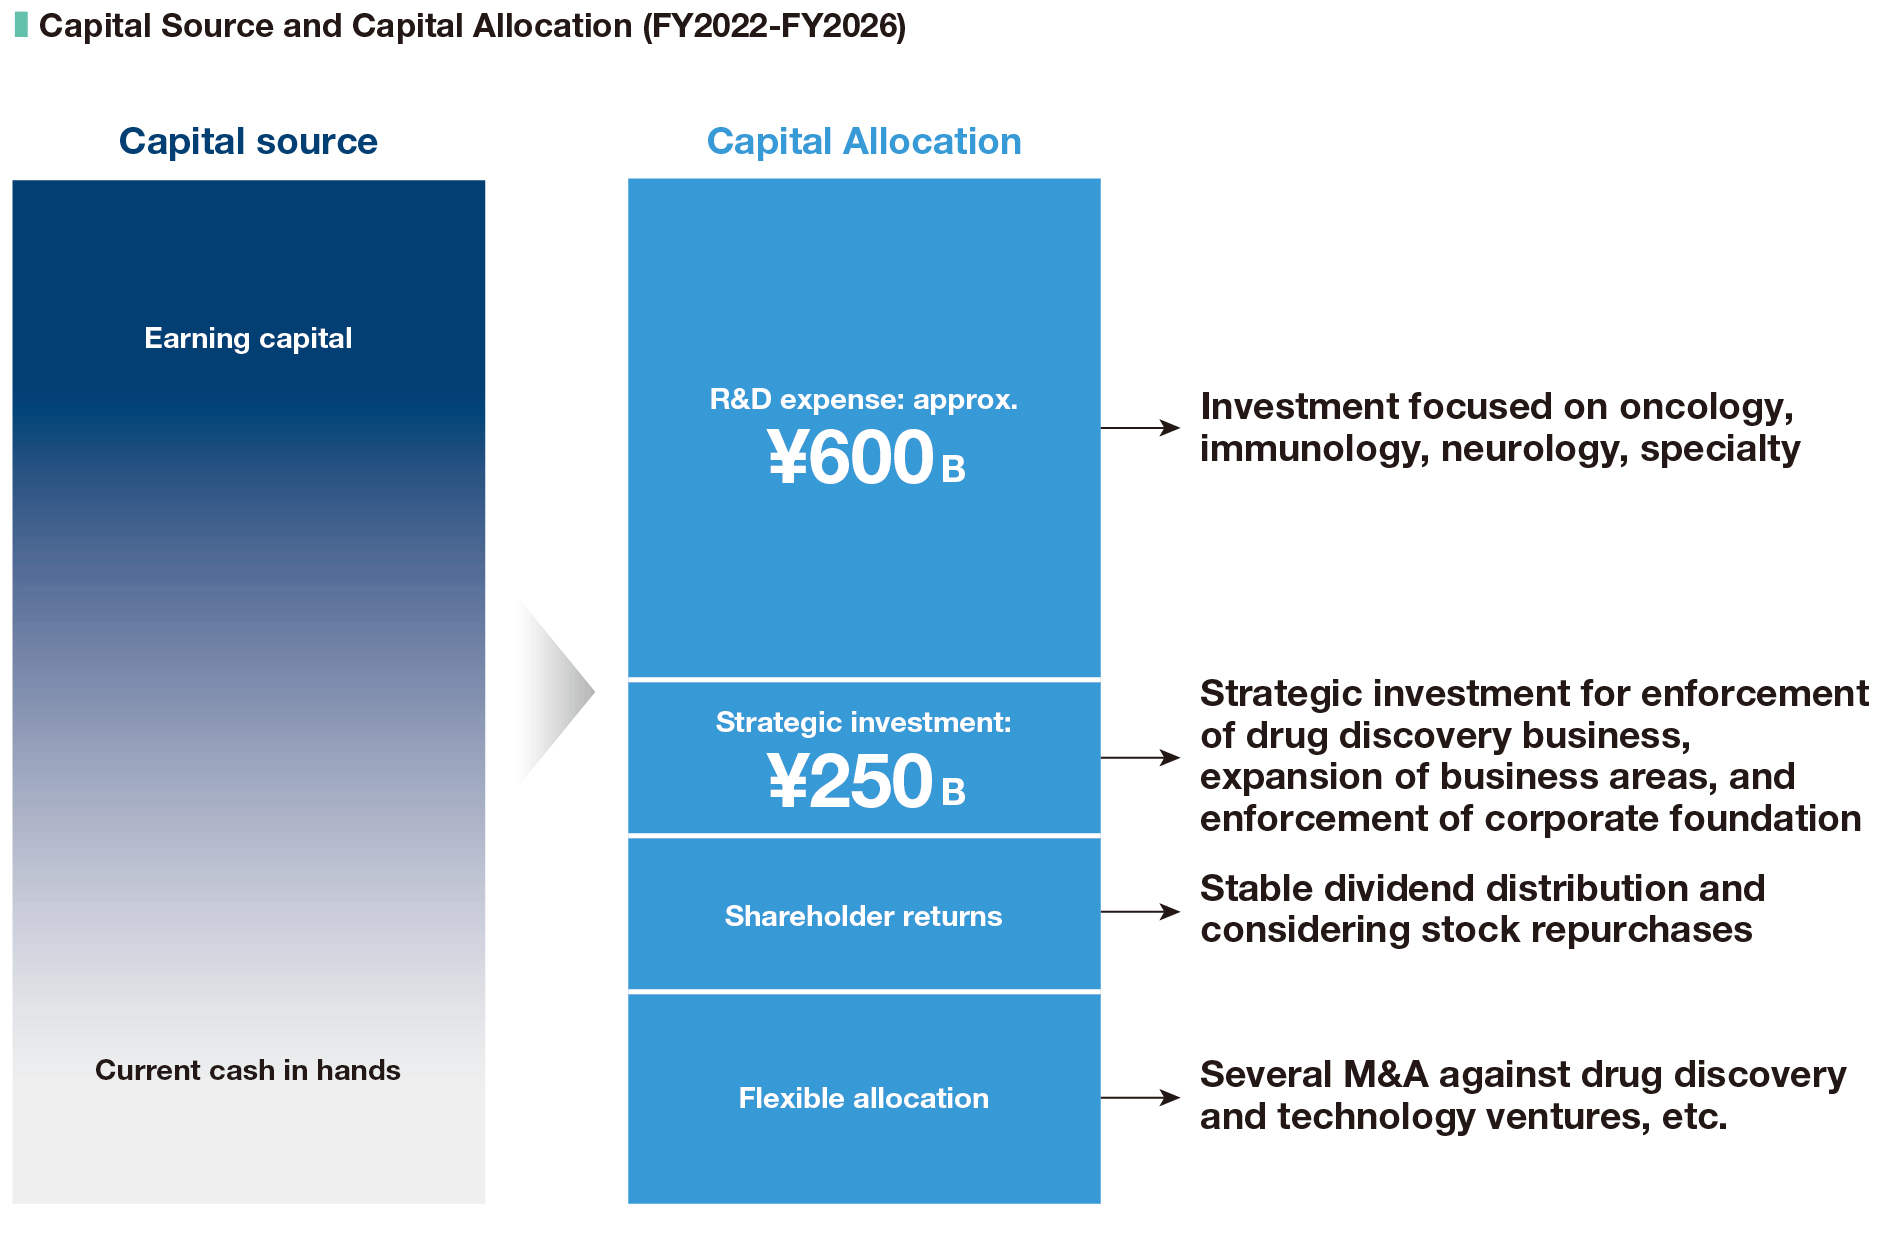 Capital Source and Capital Allocation (FY2022-FY2026)
Capital source
Capital Allocation
Earning capital
Current cash in hands
R&D expense: approx.
¥600 B
Investment focused on oncology,
immunology, neurology, specialty
Strategic investment:
¥250 B
Strategic investment for enforcement
of drug discovery business,
expansion of business areas, and
enforcement of corporate foundation
Shareholder returns
Stable dividend distribution and
considering stock repurchases
Flexible allocation
Several M&A against drug discovery
and technology ventures, etc.